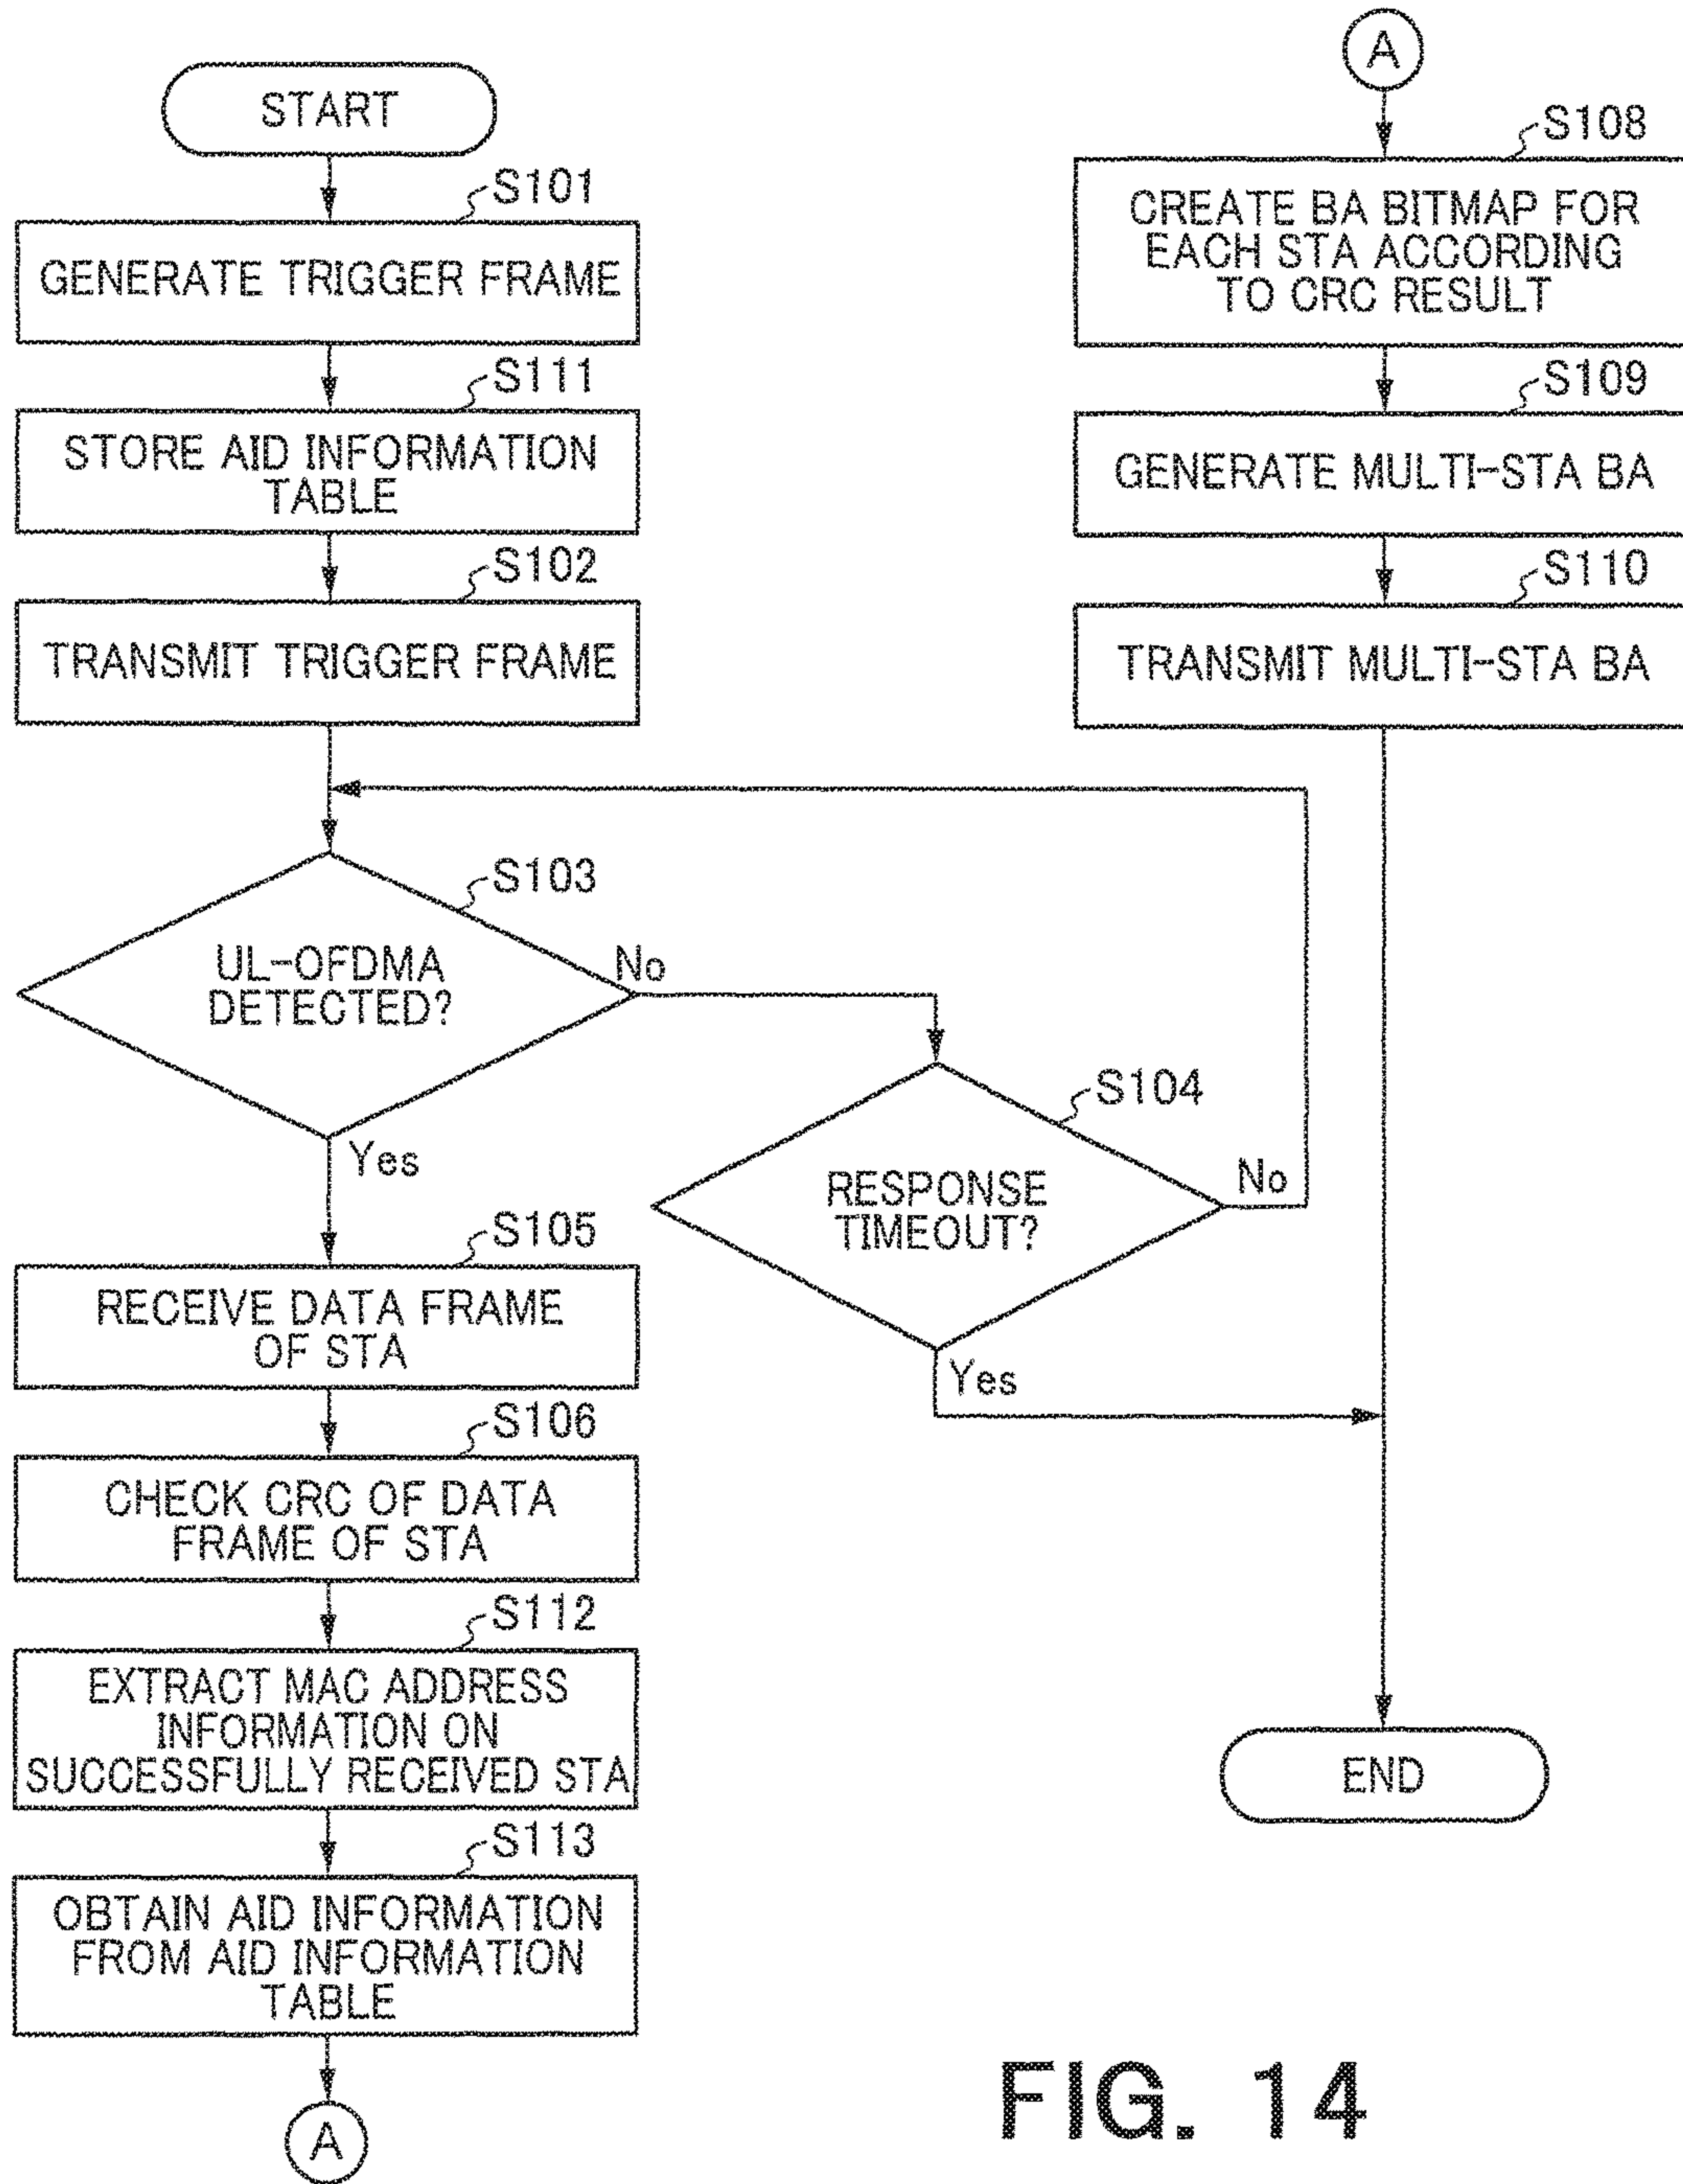 START
S101
GENERATE TRIGGER FRAME
S111
STORE AID INFORMATION
TABLE
S102
TRANSMIT TRIGGER FRAME
S103
UL-OFDMA
DETECTED?
No
Yes
S104
RESPONSE
TIMEOUT?
No
Yes
S105
RECEIVE DATA FRAME
OF STA
S106
CHECK CRC OF DATA
FRAME OF STA
S112
EXTRACT MAC ADDRESS
INFORMATION ON
SUCCESSFULLY RECEIVED STA
S113
OBTAIN AID INFORMATION
FROM AID INFORMATION
TABLE
A
A
S108
CREATE BA BITMAP FOR
EACH STA ACCORDING
TO CRC RESULT
S109
GENERATE MULTI-STA BA
S110
TRANSMIT MULTI-STA BA
END
FIG. 14